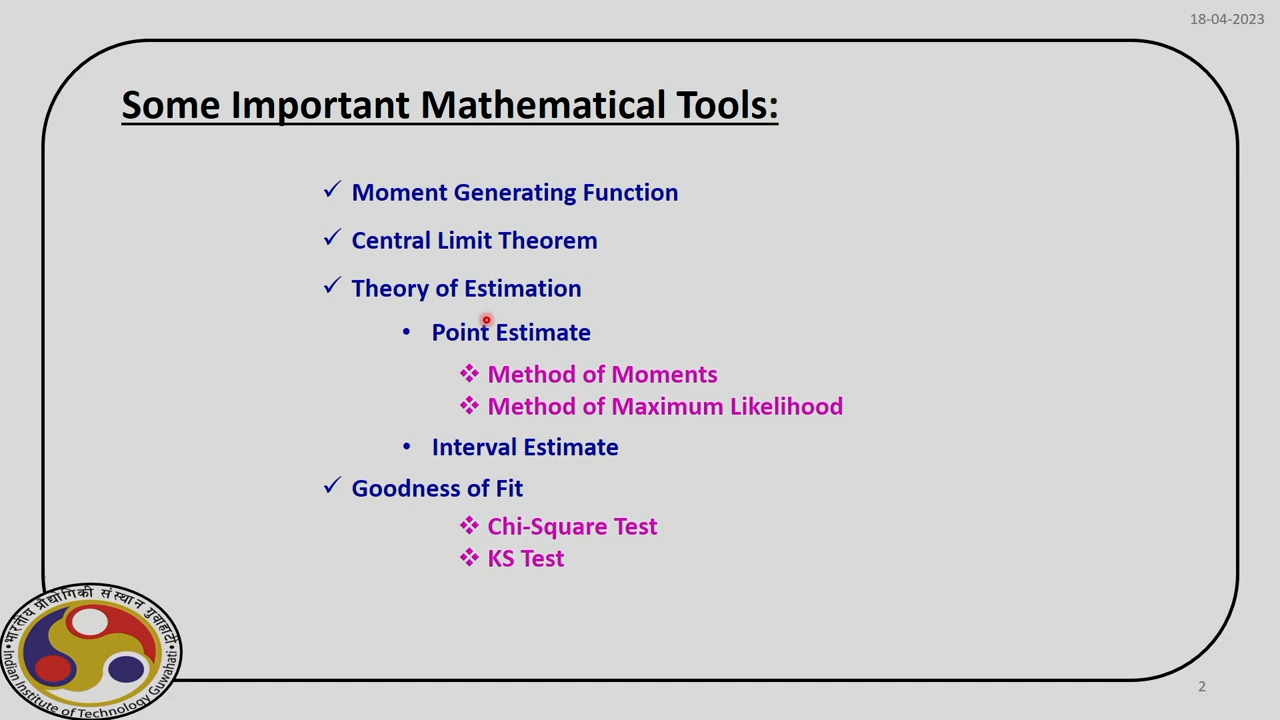 18-04-2023
Some Important Mathematical Tools:
✓ Moment Generating Function
✓ Central Limit Theorem
✓ Theory of Estimation
• Point Estimate
❖ Method of Moments
❖ Method of Maximum Likelihood
• Interval Estimate
✓ Goodness of Fit
❖ Chi-Square Test
❖ KS Test
भारतीय प्रौद्योगिकी संस्थान गुवाहाटी
Indian Institute of Technology Guwahati
2